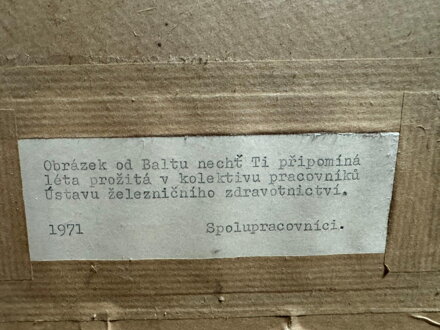 Obrázek od Baltu nechť Ti připomíná
léta prožitá v kolektivu pracovníků
Ústavu železničního zdravotnictví.
1971 Spolupracovníci.